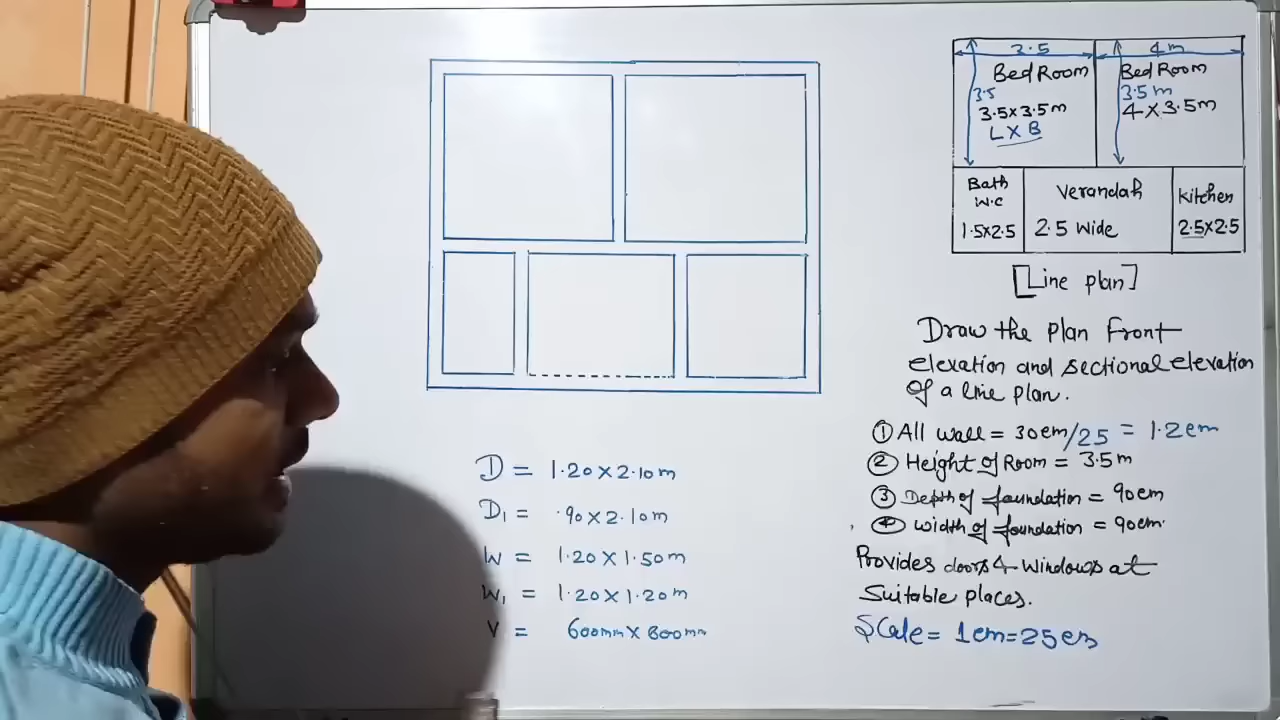 3.5
4m
Bed Room
Bed Room
3.5
3.5m
3.5x3.5m
4x3.5m
L X B
Bath
W.C
Verandah
kitchen
1.5x2.5
2.5 Wide
2.5x2.5
[Line plan]
Draw the plan Front
elevation and sectional elevation
of a line plan.
① All wall = 30cm/25 = 1.2cm
② Height of Room = 3.5m
③ Depth of foundation = 90cm
④ Width of foundation = 90cm.
Provides doors & windows at
Suitable places.
Scale = 1cm=25cm
D = 1.20 x 2.10m
D1 = .90 x 2.10m
W = 1.20 X 1.50m
W1 = 1.20 x 1.20m
V = 600mm x 800mm